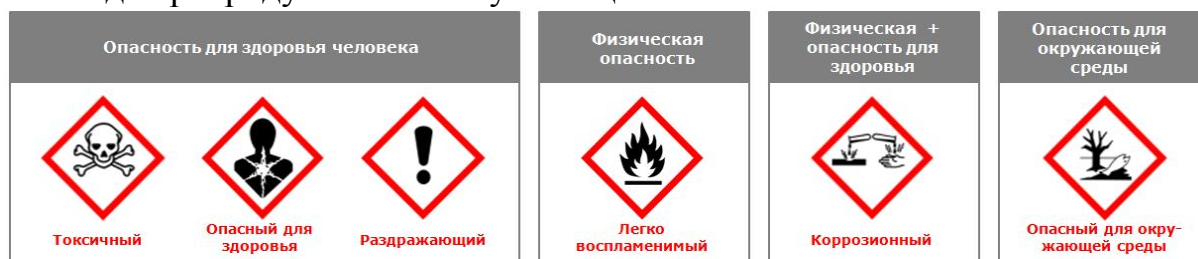 Опасность для здоровья человека
Физическая
опасность
Физическая +
опасность для
здоровья
Опасность для
окружающей
среды
Токсичный
Опасный для
здоровья
Раздражающий
Легко
воспламенимый
Коррозионный
Опасный для окру-
жающей среды